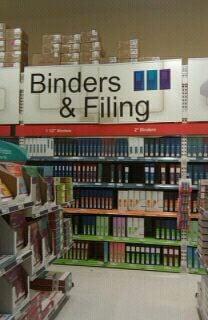 Binders
& Filing
1 1/2" Binders 2" Binders